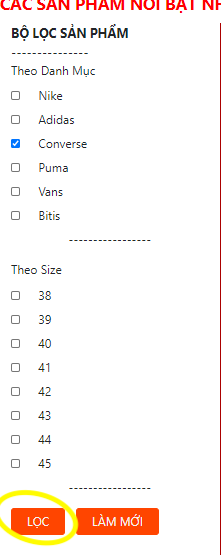 CÁC SẢN PHẨM NỔI BẬT NH
BỘ LỌC SẢN PHẨM
---------------
Theo Danh Mục
Nike
Adidas
Converse
Puma
Vans
Bitis
-----------------
Theo Size
38
39
40
41
42
43
44
45
-----------------
LỌC LÀM MỚI